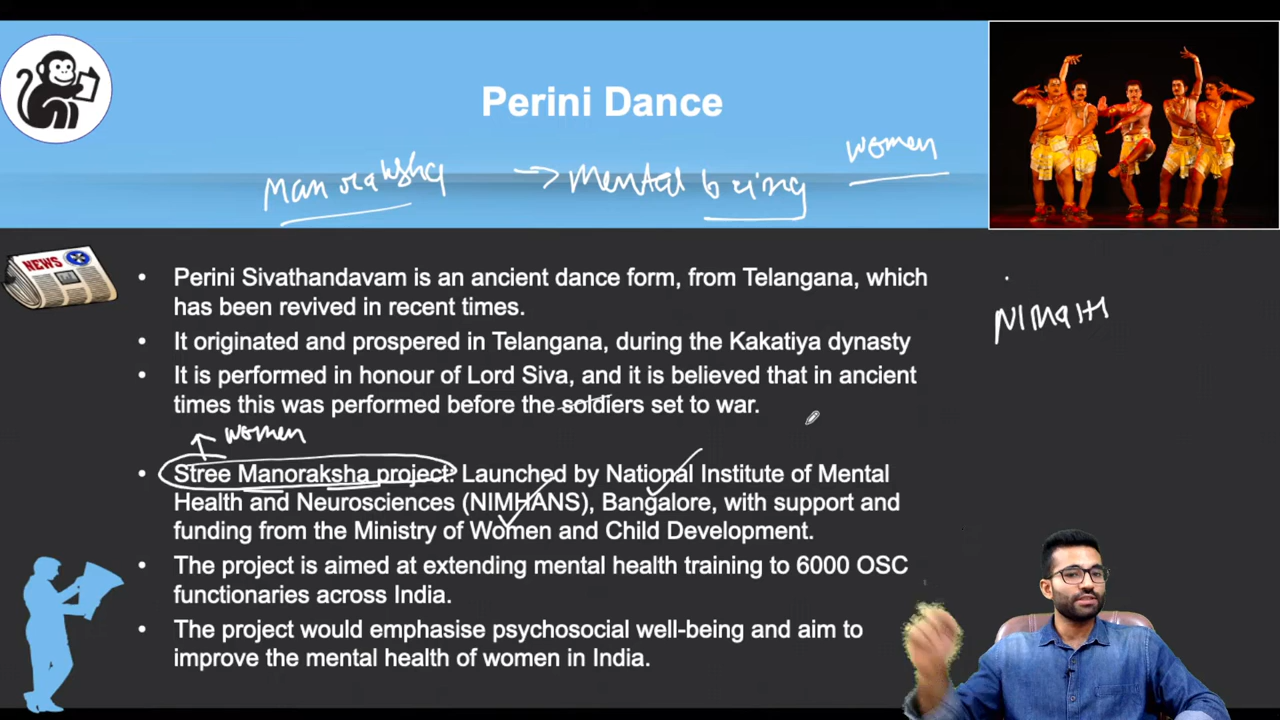 Perini Dance
women
Manoraksha → mental being
NEWS
• Perini Sivathandavam is an ancient dance form, from Telangana, which
has been revived in recent times.
• It originated and prospered in Telangana, during the Kakatiya dynasty
• It is performed in honour of Lord Siva, and it is believed that in ancient
times this was performed before the soldiers set to war.
women
• Stree Manoraksha project: Launched by National Institute of Mental
Health and Neurosciences (NIMHANS), Bangalore, with support and
funding from the Ministry of Women and Child Development.
• The project is aimed at extending mental health training to 6000 OSC
functionaries across India.
• The project would emphasise psychosocial well-being and aim to
improve the mental health of women in India.